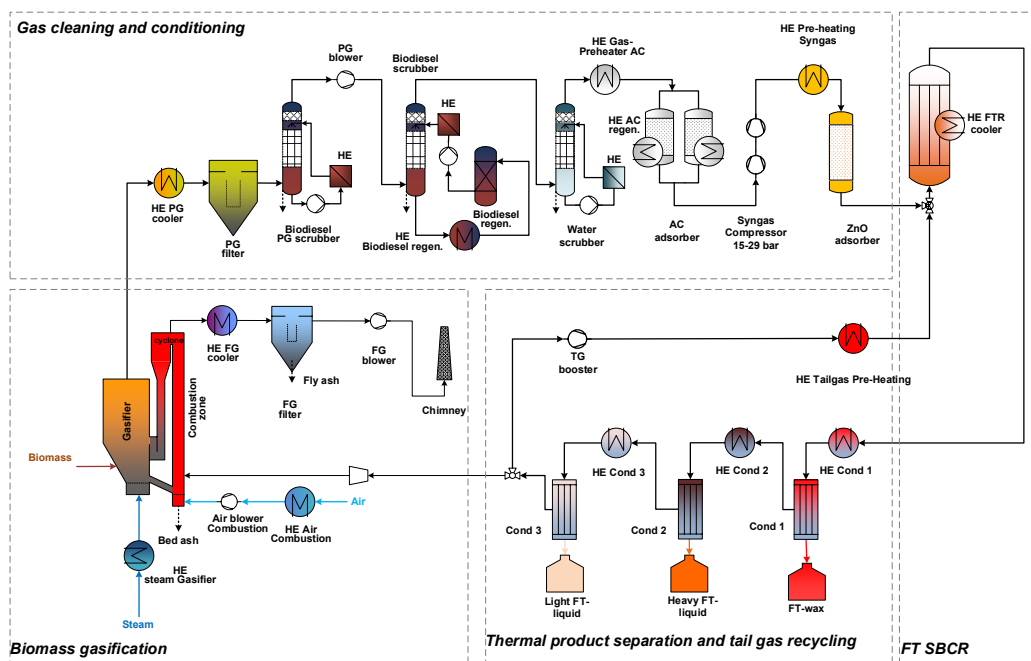 Gas cleaning and conditioning
HE Pre-heating
Syngas
PG
blower
Biodiesel
scrubber
HE Gas-
Preheater AC
HE
HE AC
regen.
HE FTR
cooler
HE
HE
HE PG
cooler
PG
filter
Biodiesel
PG scrubber
HE
Biodiesel regen.
Biodiesel
regen.
Water
scrubber
AC
adsorber
Syngas
Compressor
15-29 bar
ZnO
adsorber
cyclone
HE FG
cooler
FG
blower
Fly ash
FG
filter
Chimney
Gasifier
Combustion
zone
Biomass
Air
Air blower
Combustion
HE Air
Combustion
Bed ash
HE
steam Gasifier
Steam
Biomass gasification
TG
booster
HE Tailgas Pre-Heating
HE Cond 3
HE Cond 2
HE Cond 1
Cond 3
Cond 2
Cond 1
Light FT-
liquid
Heavy FT-
liquid
FT-wax
Thermal product separation and tail gas recycling
FT SBCR